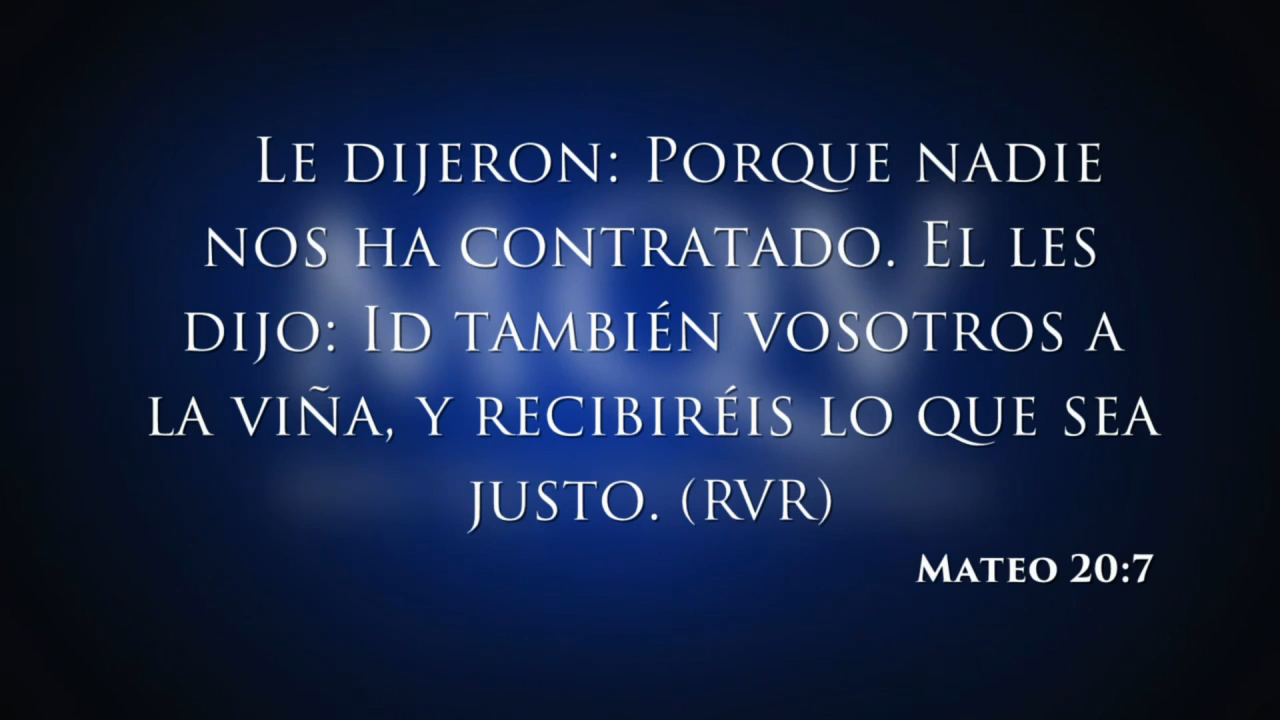 Le dijeron: Porque nadie
nos ha contratado. El les
dijo: Id también vosotros a
la viña, y recibiréis lo que sea
justo. (RVR)
Mateo 20:7